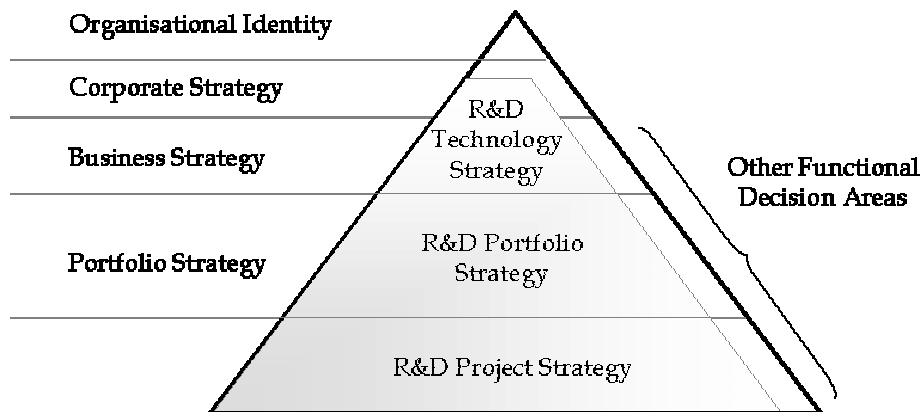 Organisational Identity
Corporate Strategy
R&D
Technology
Strategy
Business Strategy
Other Functional
Decision Areas
R&D Portfolio
Strategy
Portfolio Strategy
R&D Project Strategy